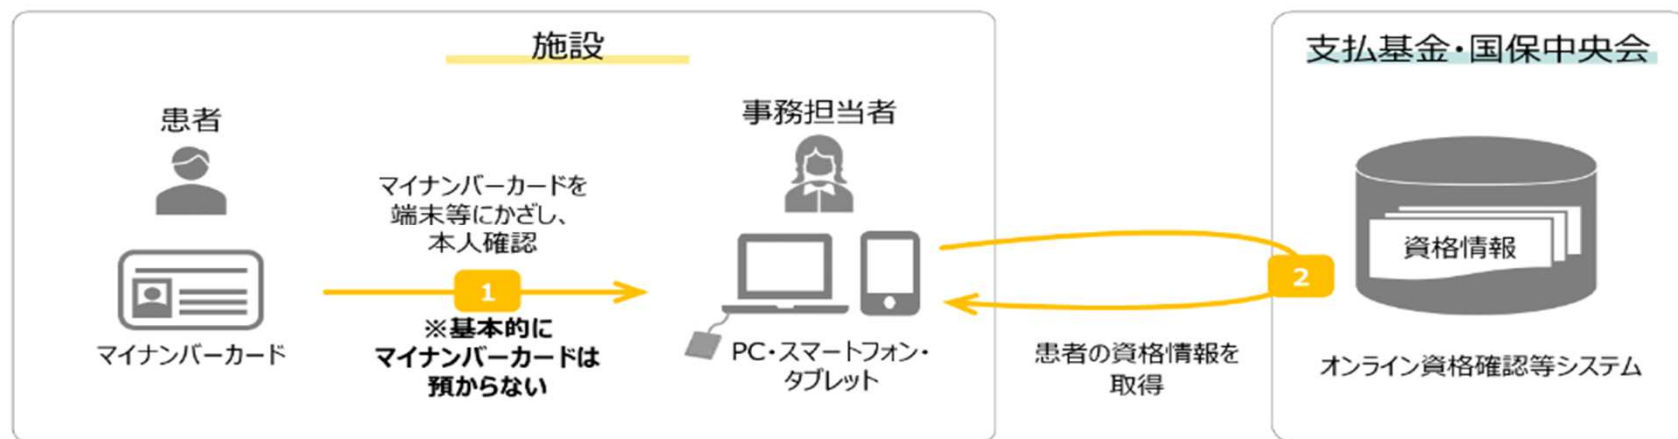 施設
患者
マイナンバーカード
マイナンバーカードを
端末等にかざし、
本人確認
1
※基本的に
マイナンバーカードは
預からない
事務担当者
PC・スマートフォン・
タブレット
2
患者の資格情報を
取得
支払基金・国保中央会
資格情報
オンライン資格確認等システム